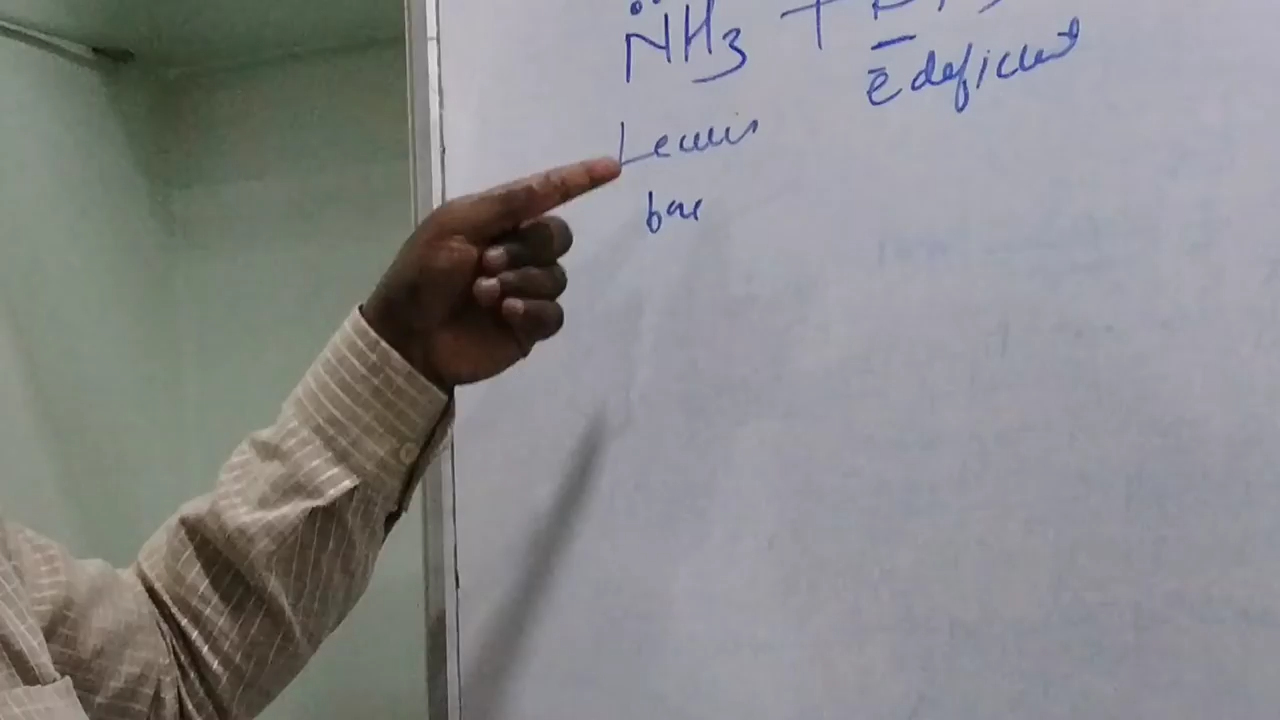 NH3 +
ē deficient
Lewis
base